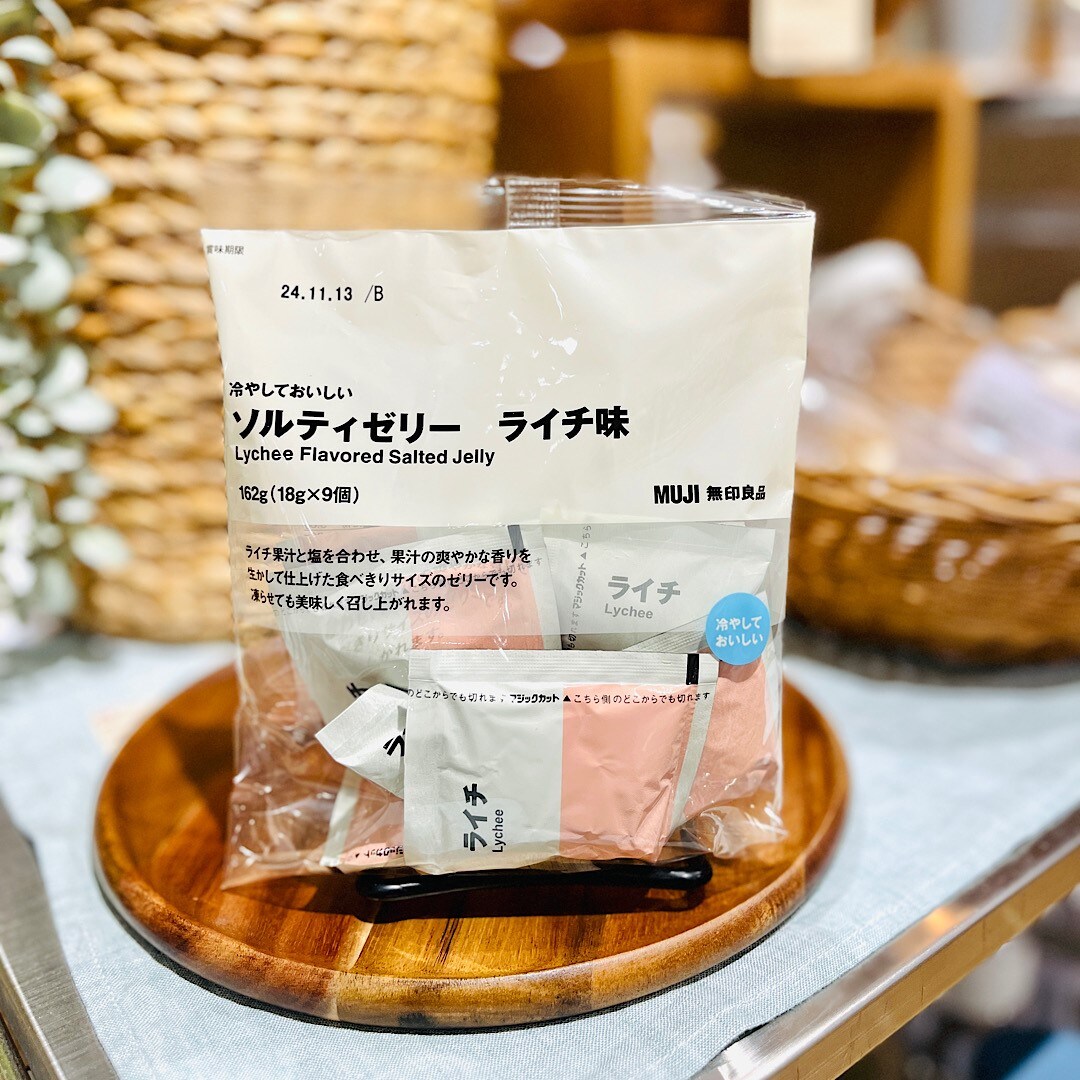 賞味期限
24.11.13 /B
冷やしておいしい
ソルティゼリー ライチ味
Lychee Flavored Salted Jelly
162g(18g×9個)
MUJI 無印良品
ライチ果汁と塩を合わせ、果汁の爽やかな香りを
生かして仕上げた食べきりサイズのゼリーです。
凍らせても美味しく召し上がれます。
ライチ
Lychee
冷やして
おいしい
のどこからでも切れます マジックカット▲こちら側のどこからでも切れます
ライチ
Lychee